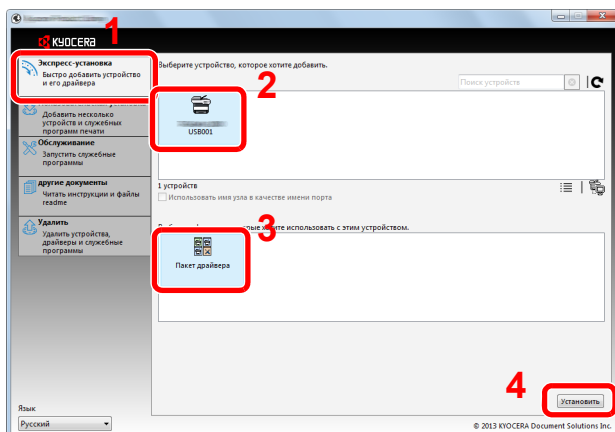 KYOCERA
1
Экспресс-установка
Быстро добавить устройство
и его драйвера
Добавить несколько
устройств и служебных
программ печати
Обслуживание
Запустить служебные
программы
другие документы
Читать инструкции и файлы
readme
Удалить
Удалить устройства,
драйверы и служебные
программы
Язык
Русский
Выберите устройство, которое хотите добавить.
Поиск устройств
2
USB001
1 устройств
Использовать имя узла в качестве имени порта
3
хотите использовать с этим устройством.
Пакет драйвера
4
Установить
© 2013 KYOCERA Document Solutions Inc.